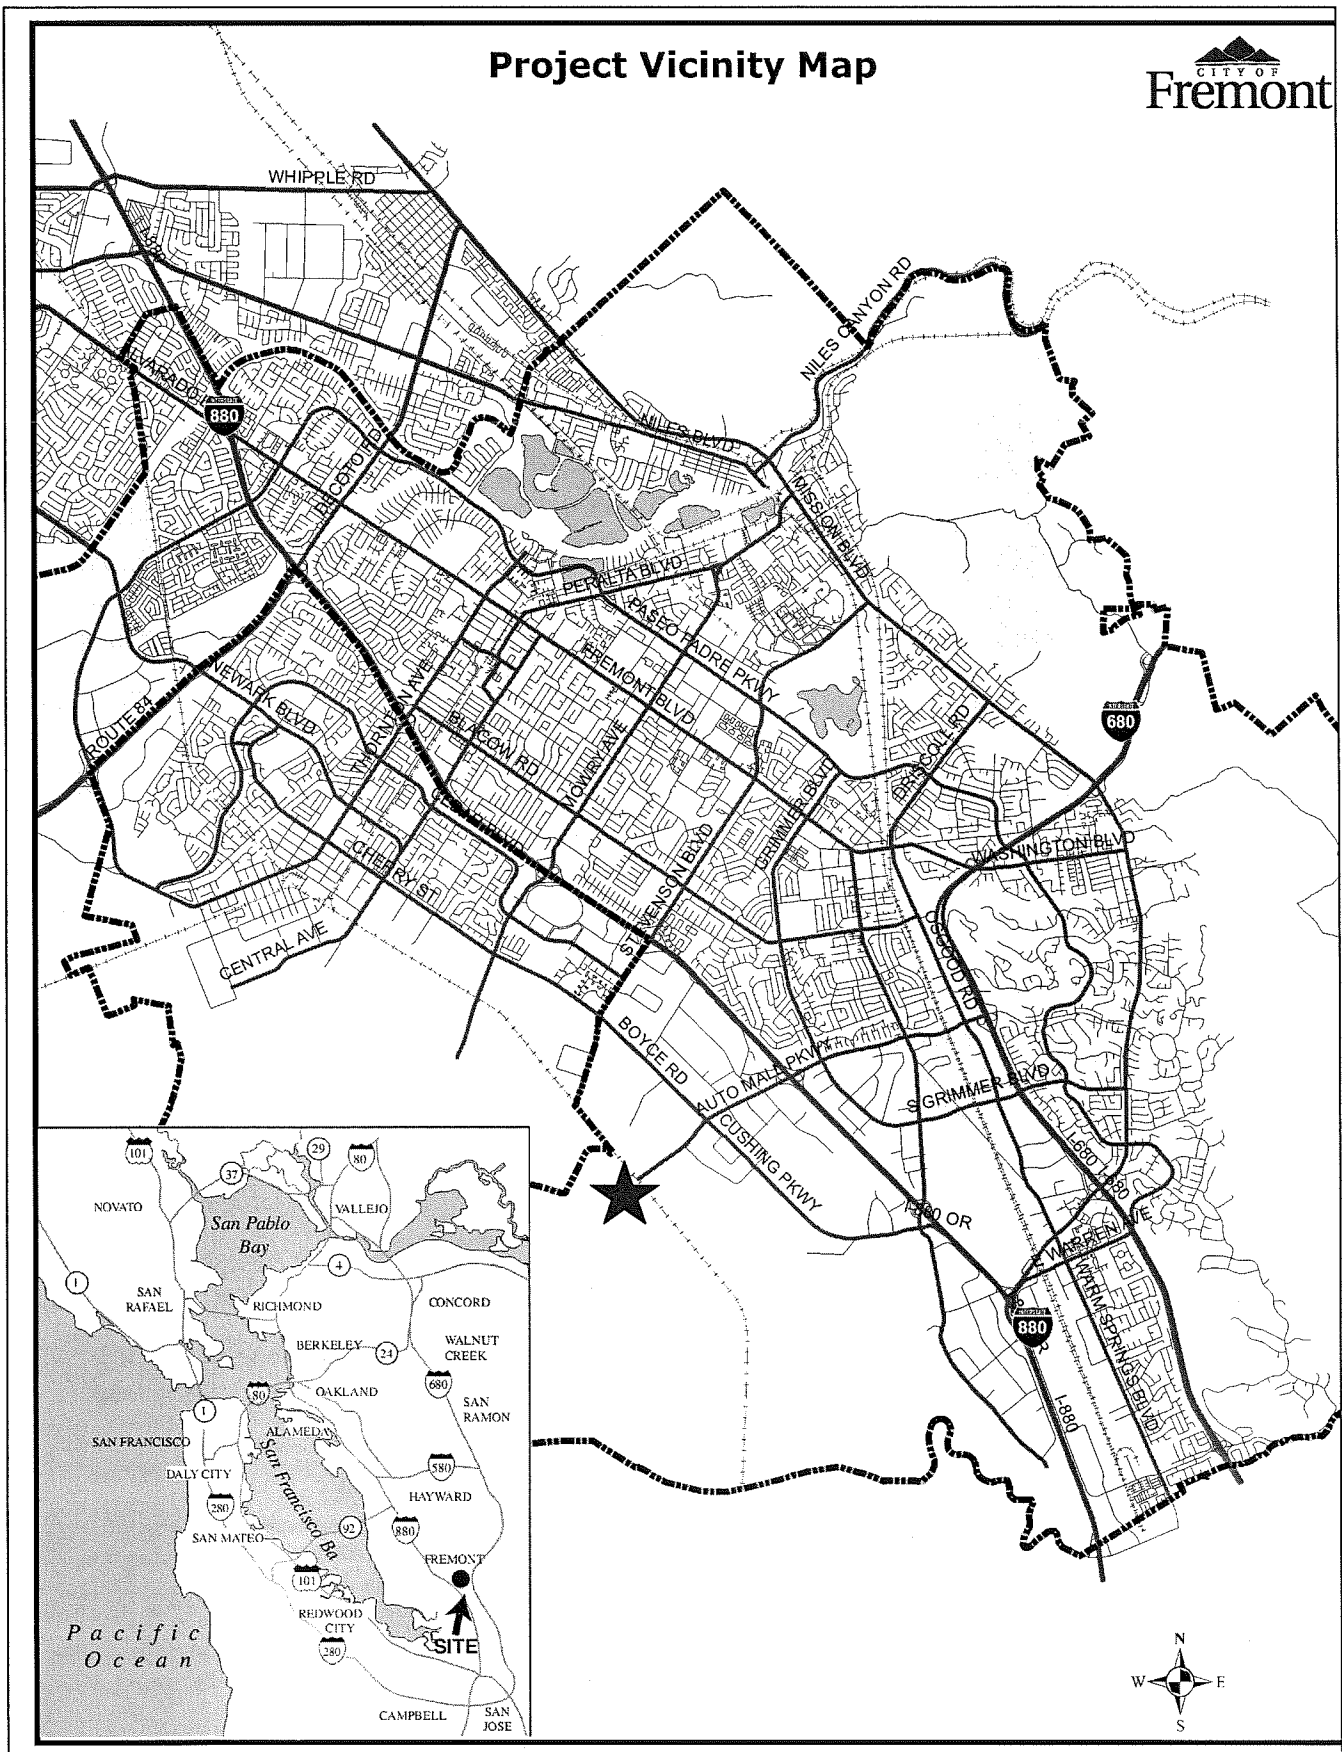 Project Vicinity Map
CITY OF
Fremont
WHIPPLE RD
NILES CANYON RD
880
NILES BLVD
MISSION BLVD
PERALTA BLVD
PASEO PADRE PKWY
FREMONT BLVD
NEWARK BLVD
ROUTE 84
THORNTON AVE
BLACOW RD
MOWRY AVE
680
DRISCOLL RD
GRIMMER BLVD
WASHINGTON BLVD
CHERRY ST
STEVENSON BLVD
CENTRAL AVE
OSGOOD RD
BOYCE RD
AUTO MALL PKWY
S GRIMMER BLVD
CUSHING PKWY
I-680
I-680
I-880 OR
WARREN AVE
WARM SPRINGS BLVD
880
I-880
101
37
29
80
NOVATO
VALLEJO
San Pablo
Bay
1
4
SAN
RAFAEL
RICHMOND
CONCORD
BERKELEY
24
WALNUT
CREEK
80
OAKLAND
680
SAN
RAMON
1
ALAMEDA
SAN FRANCISCO
San Francisco Ba
DALY CITY
580
HAYWARD
280
SAN MATEO
92
880
FREMONT
101
REDWOOD
CITY
280
SITE
Pacific
Ocean
CAMPBELL
SAN
JOSE
N
W
E
S